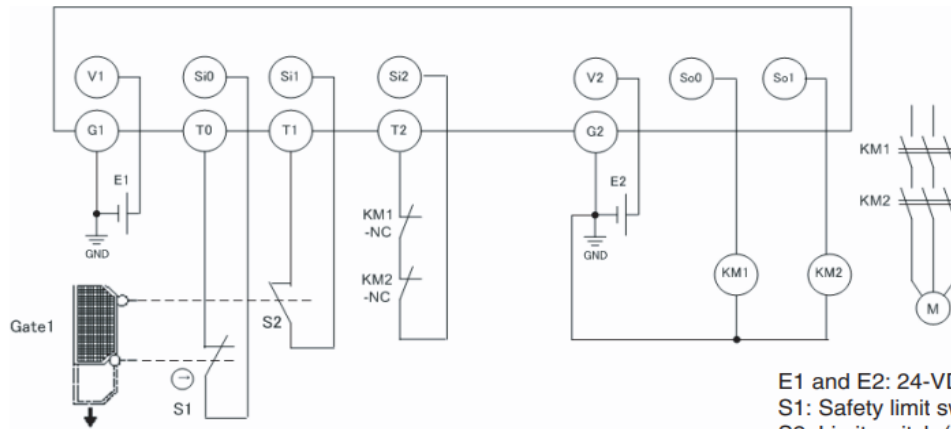 V1 Si0 Si1 Si2 V2 So0 So1
G1 T0 T1 T2 G2
KM1
E1 E2
KM2
KM1
-NC
GND GND
KM2
-NC
KM1 KM2
S2
Gate1
M
S1
E1 and E2: 24-VD
S1: Safety limit sw